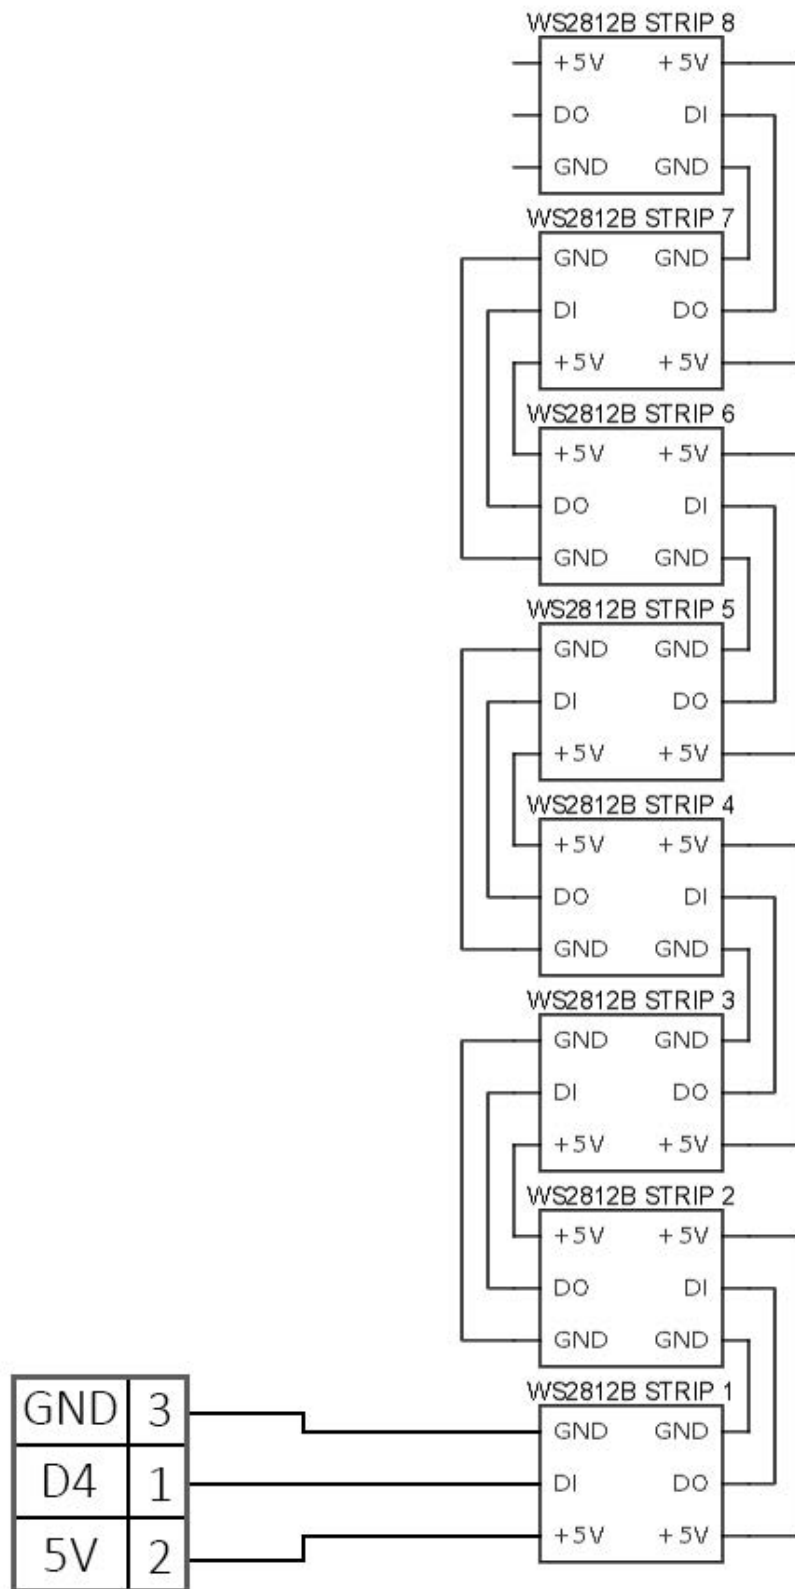 WS2812B STRIP 8
+5V +5V
DO DI
GND GND
WS2812B STRIP 7
GND GND
DI DO
+5V +5V
WS2812B STRIP 6
+5V +5V
DO DI
GND GND
WS2812B STRIP 5
GND GND
DI DO
+5V +5V
WS2812B STRIP 4
+5V +5V
DO DI
GND GND
WS2812B STRIP 3
GND GND
DI DO
+5V +5V
WS2812B STRIP 2
+5V +5V
DO DI
GND GND
WS2812B STRIP 1
GND 3 GND GND
D4 1 DI DO
5V 2 +5V +5V